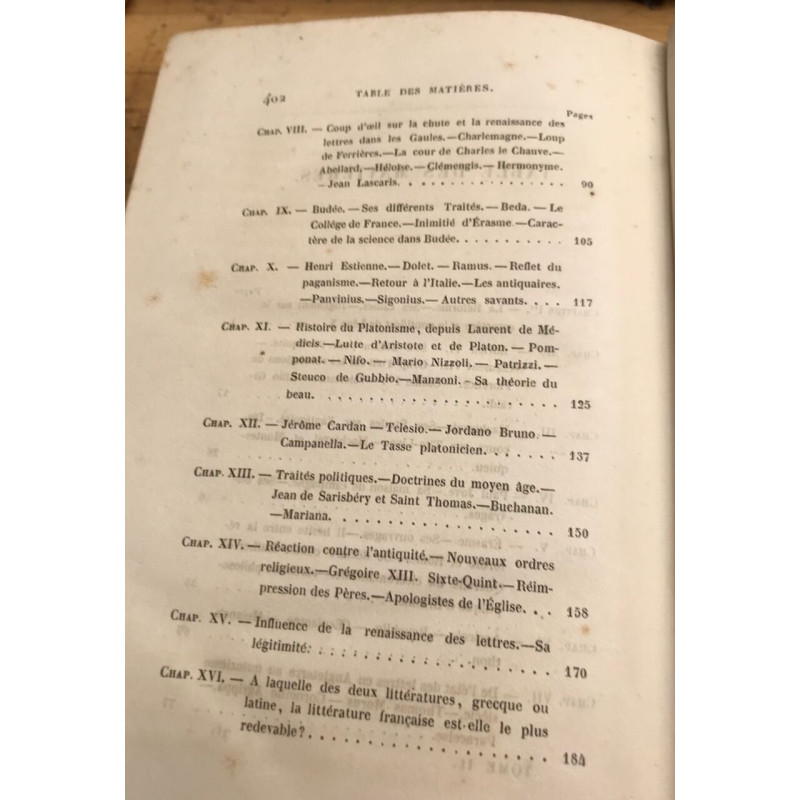 402 TABLE DES MATIÈRES.
Pages
CHAP. VIII. — Coup d'œil sur la chute et la renaissance des
lettres dans les Gaules. — Charlemagne. — Loup
de Ferrières. — La cour de Charles le Chauve. —
Abellard. — Héloïse. — Clémengis. — Hermonyme.
— Jean Lascaris. . . . . . . . . . . . . . 90
CHAP. IX. — Budée. — Ses différents Traités. — Beda. — Le
Collége de France. — Inimitié d'Érasme. — Carac-
tère de la science dans Budée. . . . . . . . . . . 105
CHAP. X. — Henri Estienne. — Dolet. — Ramus. — Reflet du
paganisme. — Retour à l'Italie. — Les antiquaires.
— Panvinius. — Sigonius. — Autres savants. . . . 117
CHAP. XI. — Histoire du Platonisme, depuis Laurent de Mé-
dicis. — Lutte d'Aristote et de Platon. — Pom-
ponat. — Nifo. — Mario Nizzoli. — Patrizzi. —
Steuco de Gubbio. — Manzoni. - Sa théorie du
beau. . . . . . . . . . . . . . . . . . . . . 125
CHAP. XII. — Jérôme Cardan — Telesio. — Jordano Bruno. —
Campanella. — Le Tasse platonicien. . . . . . . 137
CHAP. XIII. — Traités politiques. — Doctrines du moyen âge. —
Jean de Sarisbéry et Saint Thomas. — Buchanan.
— Mariana. . . . . . . . . . . . . . . . . . 150
CHAP. XIV. — Réaction contre l'antiquité. — Nouveaux ordres
religieux. — Grégoire XIII. Sixte-Quint. — Réim-
pression des Pères. — Apologistes de l'Église. . . 158
CHAP. XV. — Influence de la renaissance des lettres. — Sa
légitimité. . . . . . . . . . . . . . . . . . 170
CHAP. XVI. — A laquelle des deux littératures, grecque ou
latine, la littérature française est-elle le plus
redevable? . . . . . . . . . . . . . . . . . 184